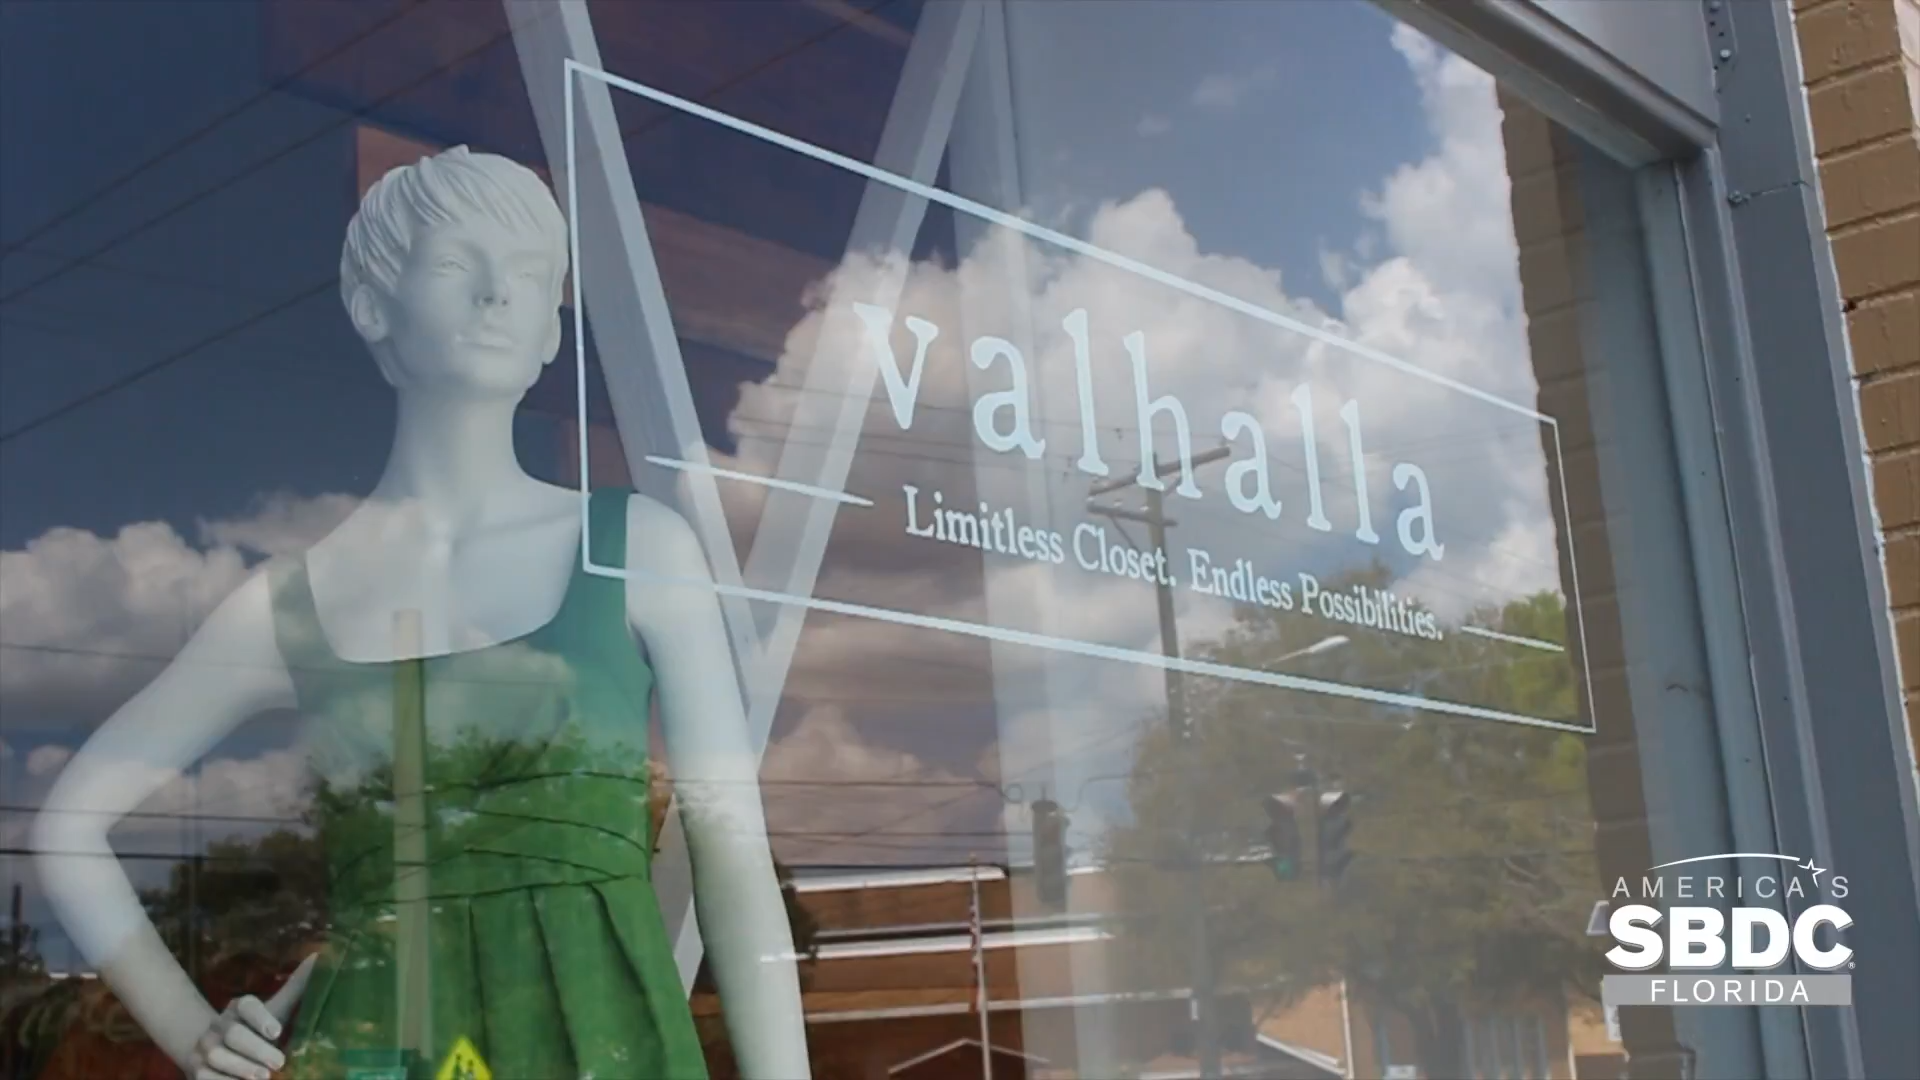 valhalla
Limitless Closet. Endless Possibilities.
AMERICA'S
SBDC
FLORIDA